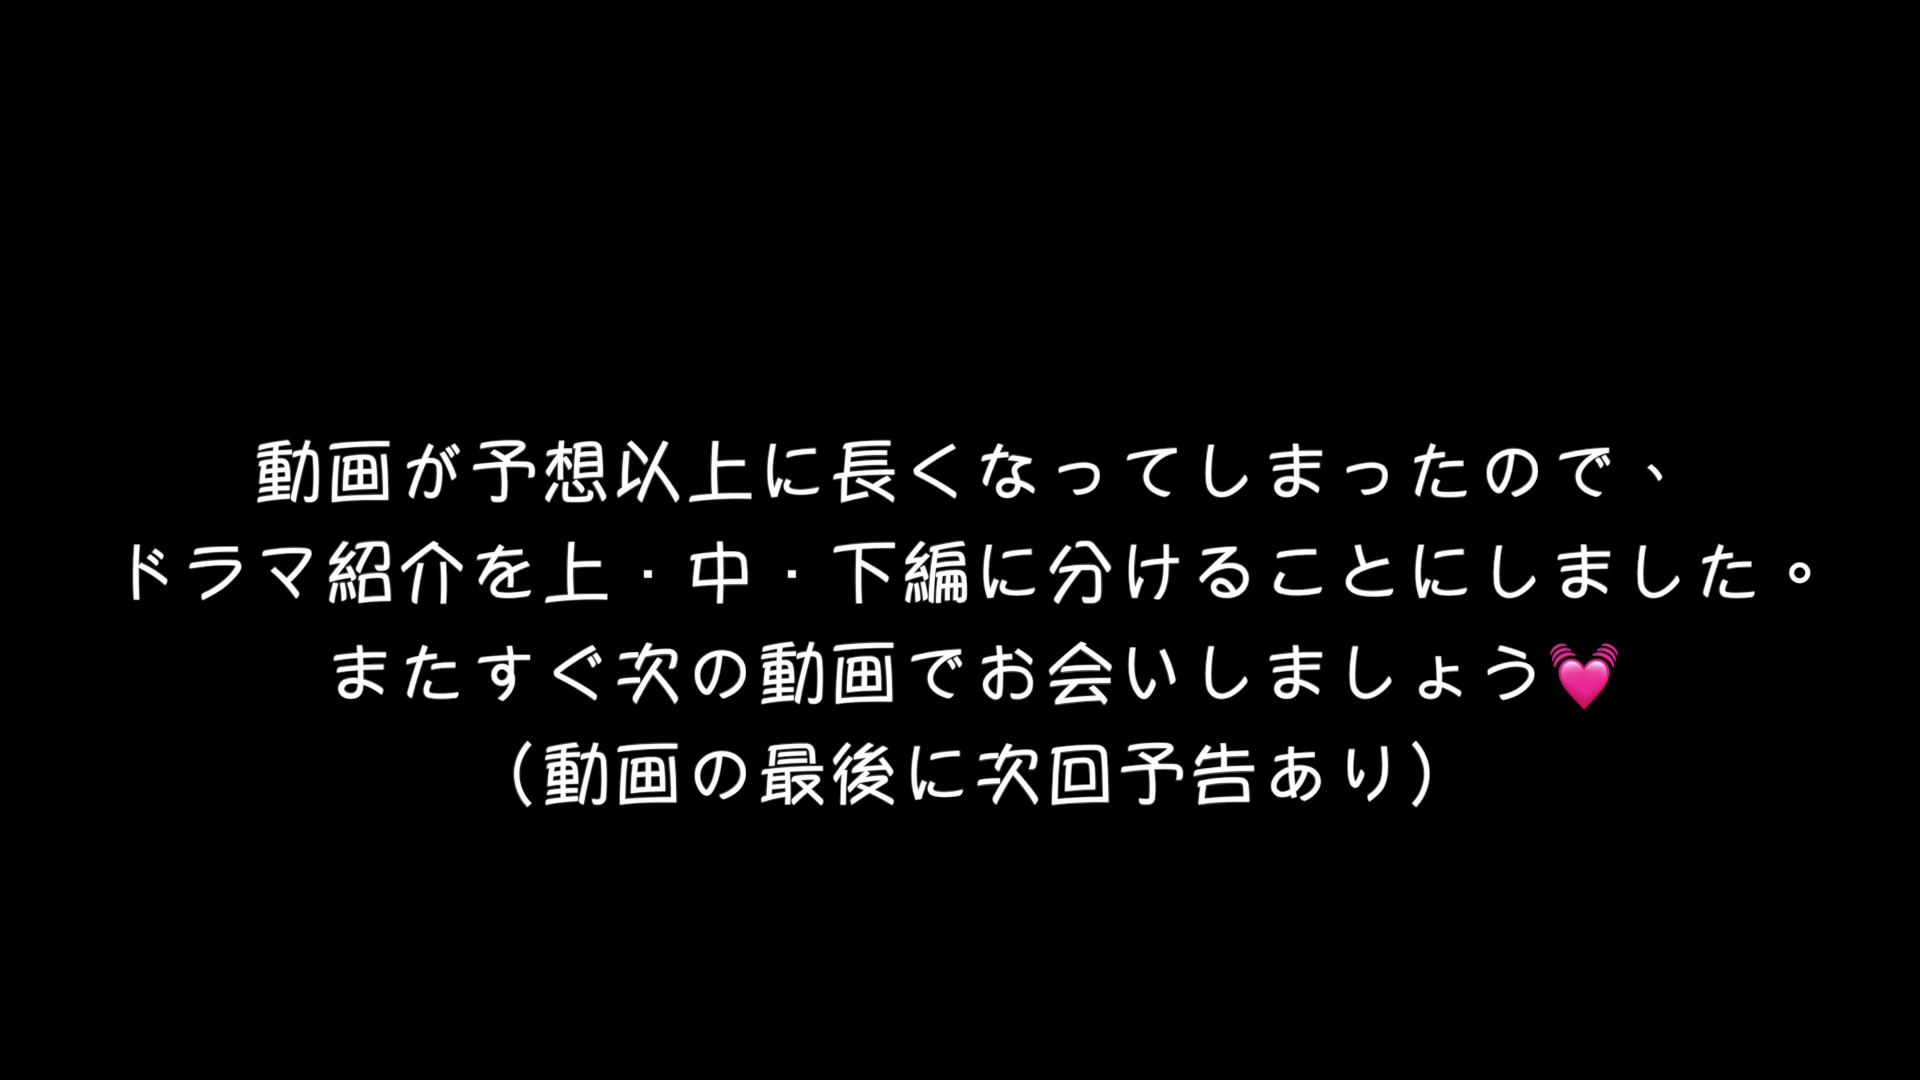 動画が予想以上に長くなってしまったので、
ドラマ紹介を上・中・下編に分けることにしました。
またすぐ次の動画でお会いしましょう💓
（動画の最後に次回予告あり）